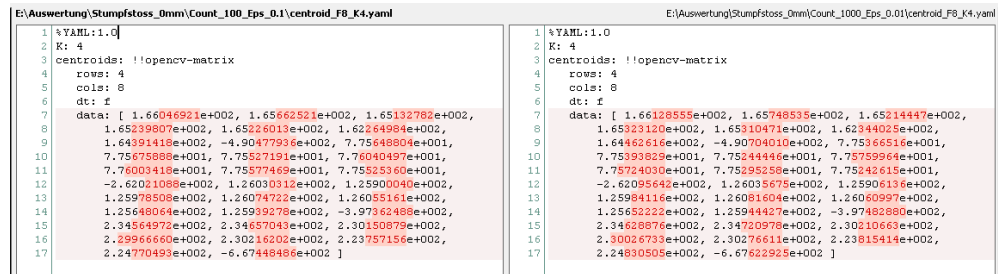 E:\Auswertung\Stumpfstoss_0mm\Count_100_Eps_0.1\centroid_F8_K4.yaml
1 %YAML:1.0
2 K: 4
3 centroids: !!opencv-matrix
4 rows: 4
5 cols: 8
6 dt: f
7 data: [ 1.66046921e+002, 1.65662521e+002, 1.65132782e+002,
8 1.65239807e+002, 1.65226013e+002, 1.62264984e+002,
9 1.64391418e+002, -4.90477936e+002, 7.75648804e+001,
10 7.75675888e+001, 7.75527191e+001, 7.76040497e+001,
11 7.76003418e+001, 7.75577469e+001, 7.75525360e+001,
12 -2.62021088e+002, 1.26030312e+002, 1.25900040e+002,
13 1.25978508e+002, 1.26074722e+002, 1.26055161e+002,
14 1.25648064e+002, 1.25939278e+002, -3.97362488e+002,
15 2.34564972e+002, 2.34657043e+002, 2.30150879e+002,
16 2.29966660e+002, 2.30216202e+002, 2.23757156e+002,
17 2.24770493e+002, -6.67448486e+002 ]
E:\Auswertung\Stumpfstoss_0mm\Count_1000_Eps_0.01\centroid_F8_K4.yaml
1 %YAML:1.0
2 K: 4
3 centroids: !!opencv-matrix
4 rows: 4
5 cols: 8
6 dt: f
7 data: [ 1.66128555e+002, 1.65748535e+002, 1.65214447e+002,
8 1.65323120e+002, 1.65310471e+002, 1.62344025e+002,
9 1.64462616e+002, -4.90704010e+002, 7.75366516e+001,
10 7.75393829e+001, 7.75244446e+001, 7.75759964e+001,
11 7.75724030e+001, 7.75295258e+001, 7.75242615e+001,
12 -2.62095642e+002, 1.26035675e+002, 1.25906136e+002,
13 1.25984116e+002, 1.26081604e+002, 1.26060997e+002,
14 1.25652222e+002, 1.25944427e+002, -3.97482880e+002,
15 2.34628876e+002, 2.34720978e+002, 2.30210663e+002,
16 2.30026733e+002, 2.30276611e+002, 2.23815414e+002,
17 2.24830505e+002, -6.67622925e+002 ]